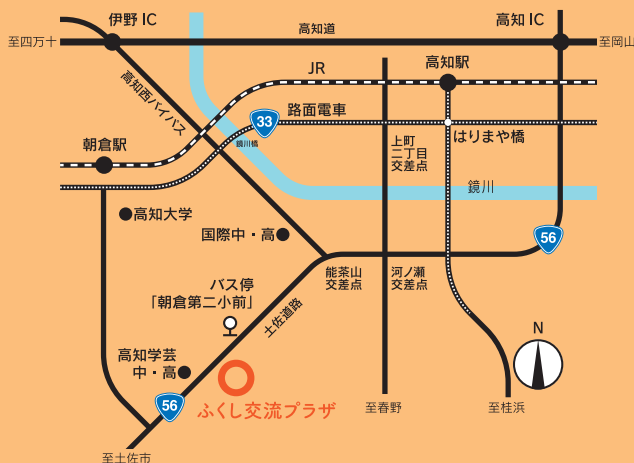 伊野 IC
高知道
高知 IC
至四万十
至岡山
JR
高知駅
高知西バイパス
路面電車
33
鏡川橋
はりまや橋
朝倉駅
上町
二丁目
交差点
鏡川
高知大学
国際中・高
56
能茶山
交差点
河ノ瀬
交差点
バス停
「朝倉第二小前」
土佐道路
N
高知学芸
中・高
56
ふくし交流プラザ
至春野
至桂浜
至土佐市